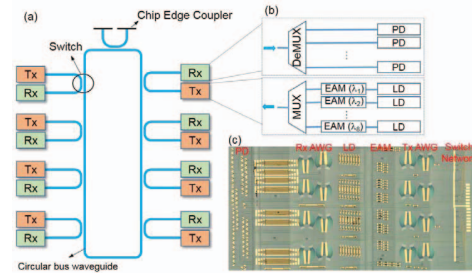 (a)
Chip Edge Coupler
Switch
Tx
Rx
Rx
Tx
Tx
Rx
Rx
Tx
Tx
Rx
Rx
Tx
Tx
Rx
Rx
Tx
Circular bus waveguide
(b)
DeMUX
PD
PD
PD
MUX
EAM (λ1)
LD
EAM (λ2)
LD
EAM (λ8)
LD
(c)
PD
Rx AWG
LD
EAM
Tx AWG
Switch
Network